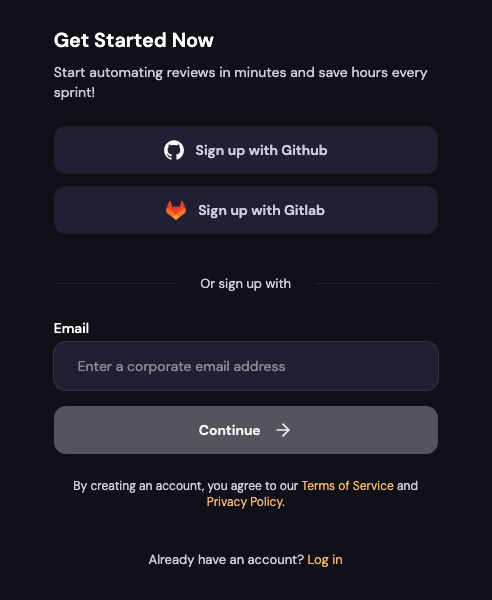 Get Started Now
Start automating reviews in minutes and save hours every
sprint!
Sign up with Github
Sign up with Gitlab
Or sign up with
Email
Enter a corporate email address
Continue
By creating an account, you agree to our Terms of Service and
Privacy Policy.
Already have an account? Log in